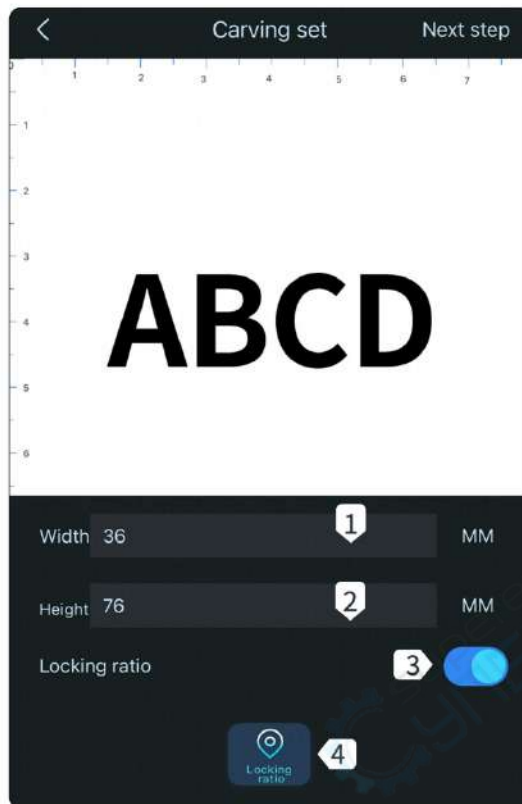 Carving set Next step
0 1 2 3 4 5 6 7
1
2
3
ABCD
4
5
6
Width 36 1 MM
Height 76 2 MM
Locking ratio 3
Locking 4
ratio